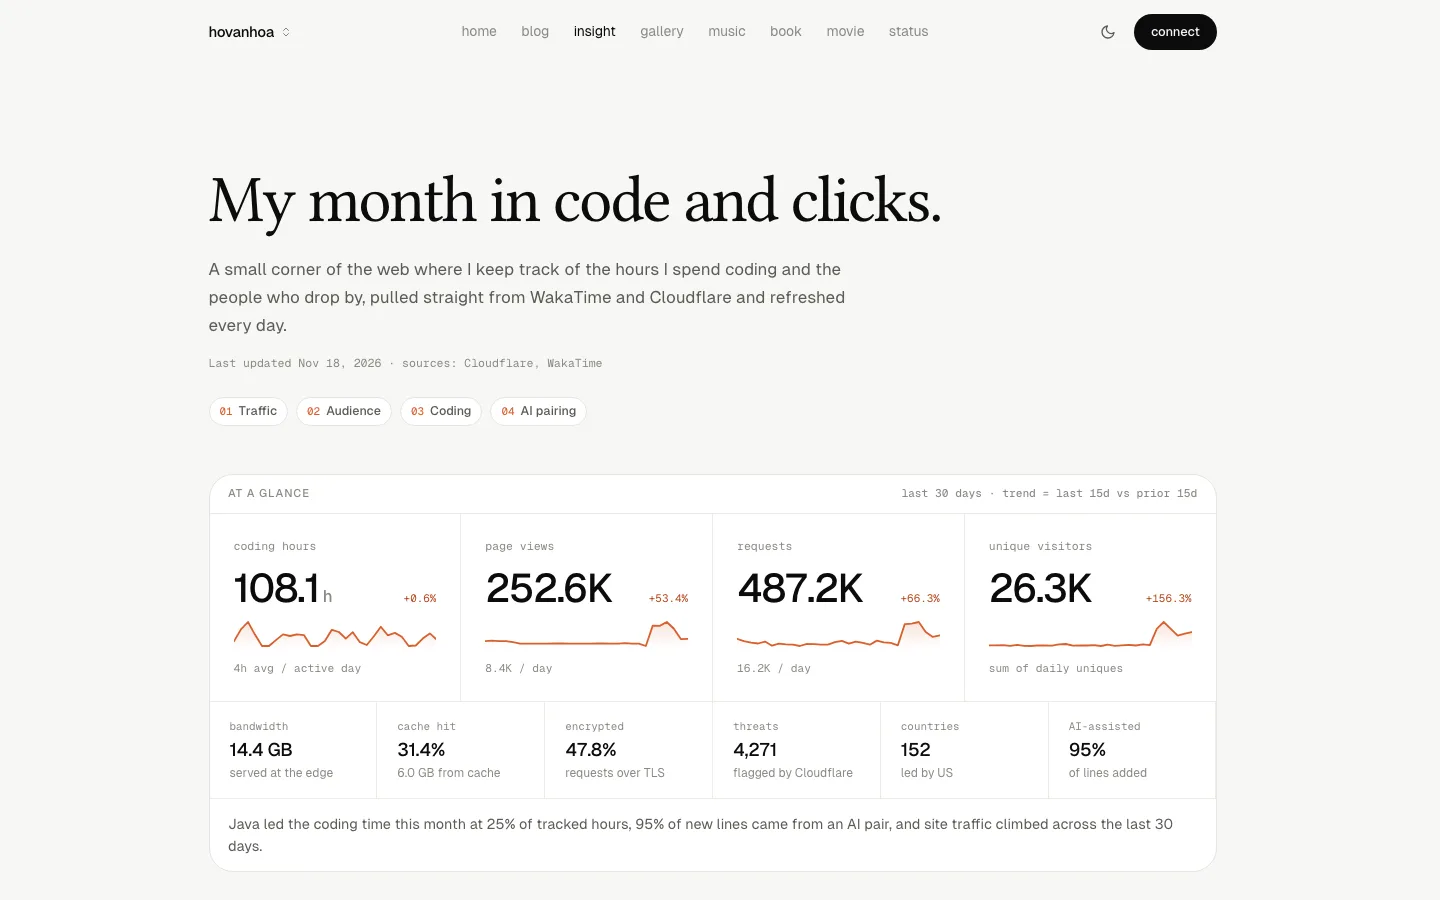 hovanhoa
home blog insight gallery music book movie status
connect
My month in code and clicks.
A small corner of the web where I keep track of the hours I spend coding and the
people who drop by, pulled straight from WakaTime and Cloudflare and refreshed
every day.
Last updated Nov 18, 2026 · sources: Cloudflare, WakaTime
01 Traffic
02 Audience
03 Coding
04 AI pairing
AT A GLANCE
last 30 days · trend = last 15d vs prior 15d
coding hours
108.1 h
+0.6%
4h avg / active day
page views
252.6K
+53.4%
8.4K / day
requests
487.2K
+66.3%
16.2K / day
unique visitors
26.3K
+156.3%
sum of daily uniques
bandwidth
14.4 GB
served at the edge
cache hit
31.4%
6.0 GB from cache
encrypted
47.8%
requests over TLS
threats
4,271
flagged by Cloudflare
countries
152
led by US
AI-assisted
95%
of lines added
Java led the coding time this month at 25% of tracked hours, 95% of new lines came from an AI pair, and site traffic climbed across the last 30
days.